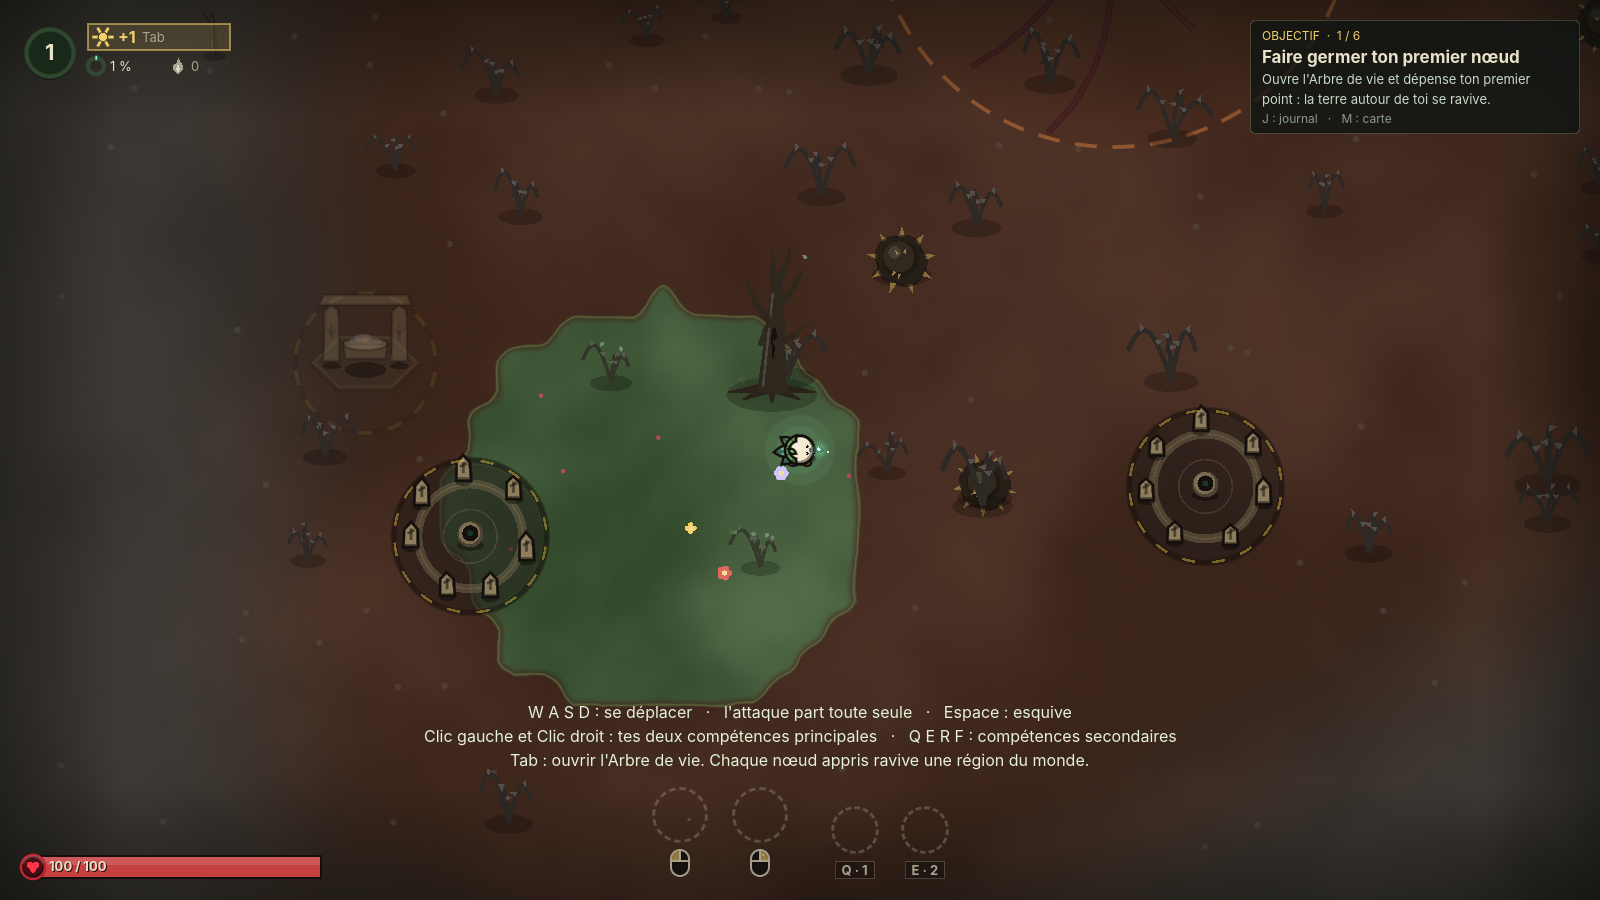 1
+1 Tab
1 %
0
OBJECTIF · 1 / 6
Faire germer ton premier nœud
Ouvre l'Arbre de vie et dépense ton premier
point : la terre autour de toi se ravive.
J : journal · M : carte
W A S D : se déplacer · l'attaque part toute seule · Espace : esquive
Clic gauche et Clic droit : tes deux compétences principales · Q E R F : compétences secondaires
Tab : ouvrir l'Arbre de vie. Chaque nœud appris ravive une région du monde.
100 / 100
Q · 1
E · 2